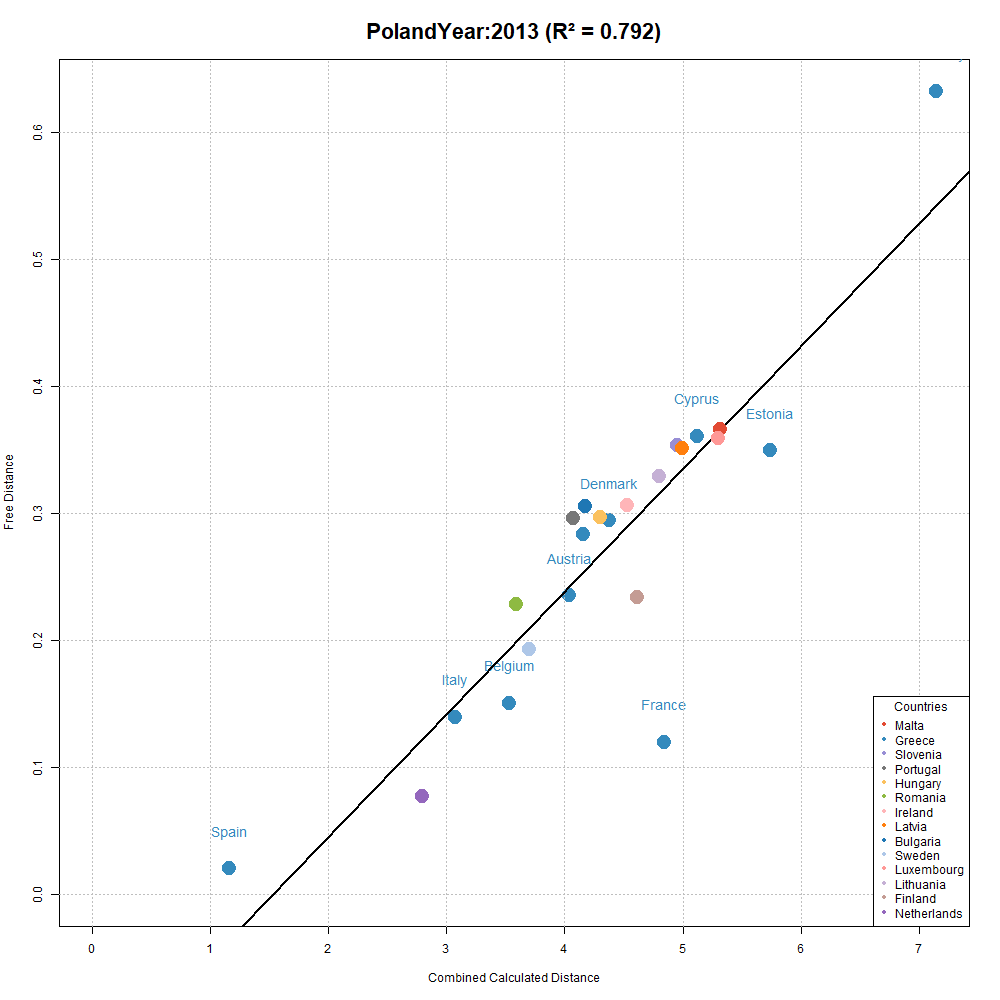 PolandYear:2013 (R² = 0.792)
0.6
0.5
0.4
0.3
0.2
0.1
0.0
Free Distance
Cyprus
Estonia
Denmark
Austria
Belgium
Italy
France
Spain
Countries
Malta
Greece
Slovenia
Portugal
Hungary
Romania
Ireland
Latvia
Bulgaria
Sweden
Luxembourg
Lithuania
Finland
Netherlands
0 1 2 3 4 5 6 7
Combined Calculated Distance